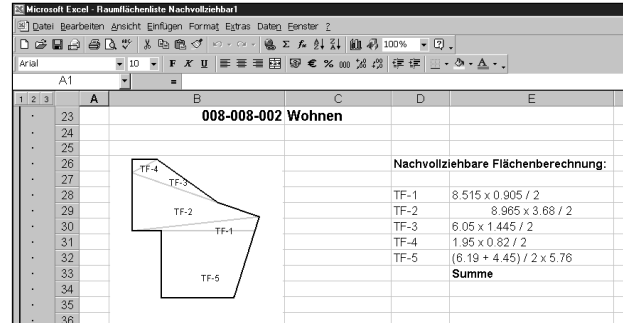 Microsoft Excel - Raumflächenliste Nachvollziehbar1
Datei Bearbeiten Ansicht Einfügen Format Extras Daten Fenster ?
100%
Arial 10 F K U € % 000
A1 =
1 2 3 A B C D E
23 008-008-002 Wohnen
24
25
26 Nachvollziehbare Flächenberechnung:
27
28 TF-1 8.515 x 0.905 / 2
29 TF-2 8.965 x 3.68 / 2
30 TF-3 6.05 x 1.445 / 2
31 TF-4 1.95 x 0.82 / 2
32 TF-5 (6.19 + 4.45) / 2 x 5.76
33 Summe
34
35
36
TF-4
TF-3
TF-2
TF-1
TF-5